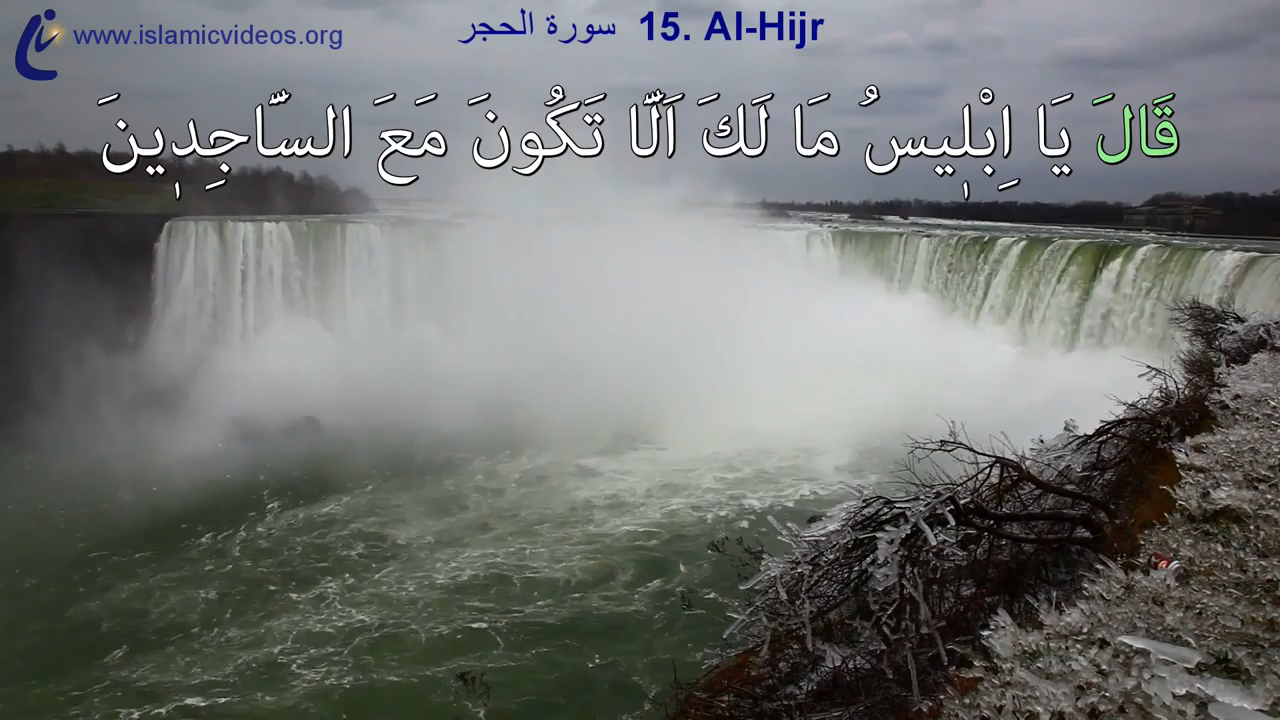 www.islamicvideos.org
سورة الحجر 15. Al-Hijr
قَالَ يَا اِبْلٖيسُ مَا لَكَ اَلَّا تَكُونَ مَعَ السَّاجِدٖينَ